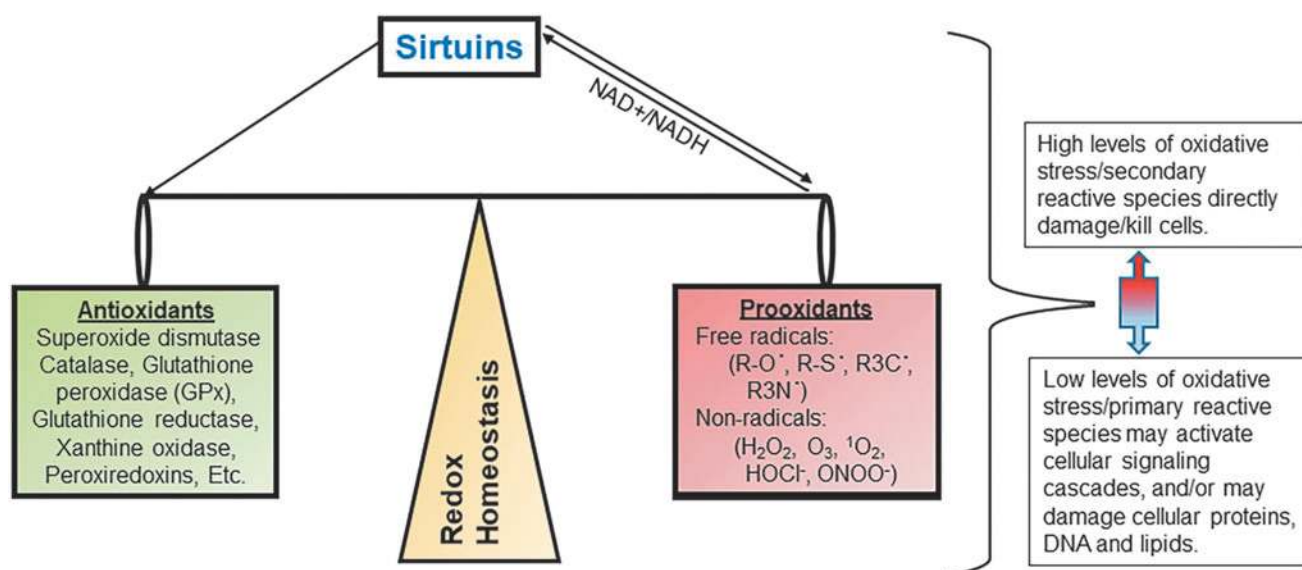 Sirtuins
NAD+/NADH
Antioxidants
Superoxide dismutase
Catalase, Glutathione
peroxidase (GPx),
Glutathione reductase,
Xanthine oxidase,
Peroxiredoxins, Etc.
Redox
Homeostasis
Prooxidants
Free radicals:
(R-O˙, R-S˙, R3C˙,
R3N˙)
Non-radicals:
(H₂O₂, O₃, ¹O₂,
HOCl⁻, ONOO⁻)
High levels of oxidative
stress/secondary
reactive species directly
damage/kill cells.
Low levels of oxidative
stress/primary reactive
species may activate
cellular signaling
cascades, and/or may
damage cellular proteins,
DNA and lipids.